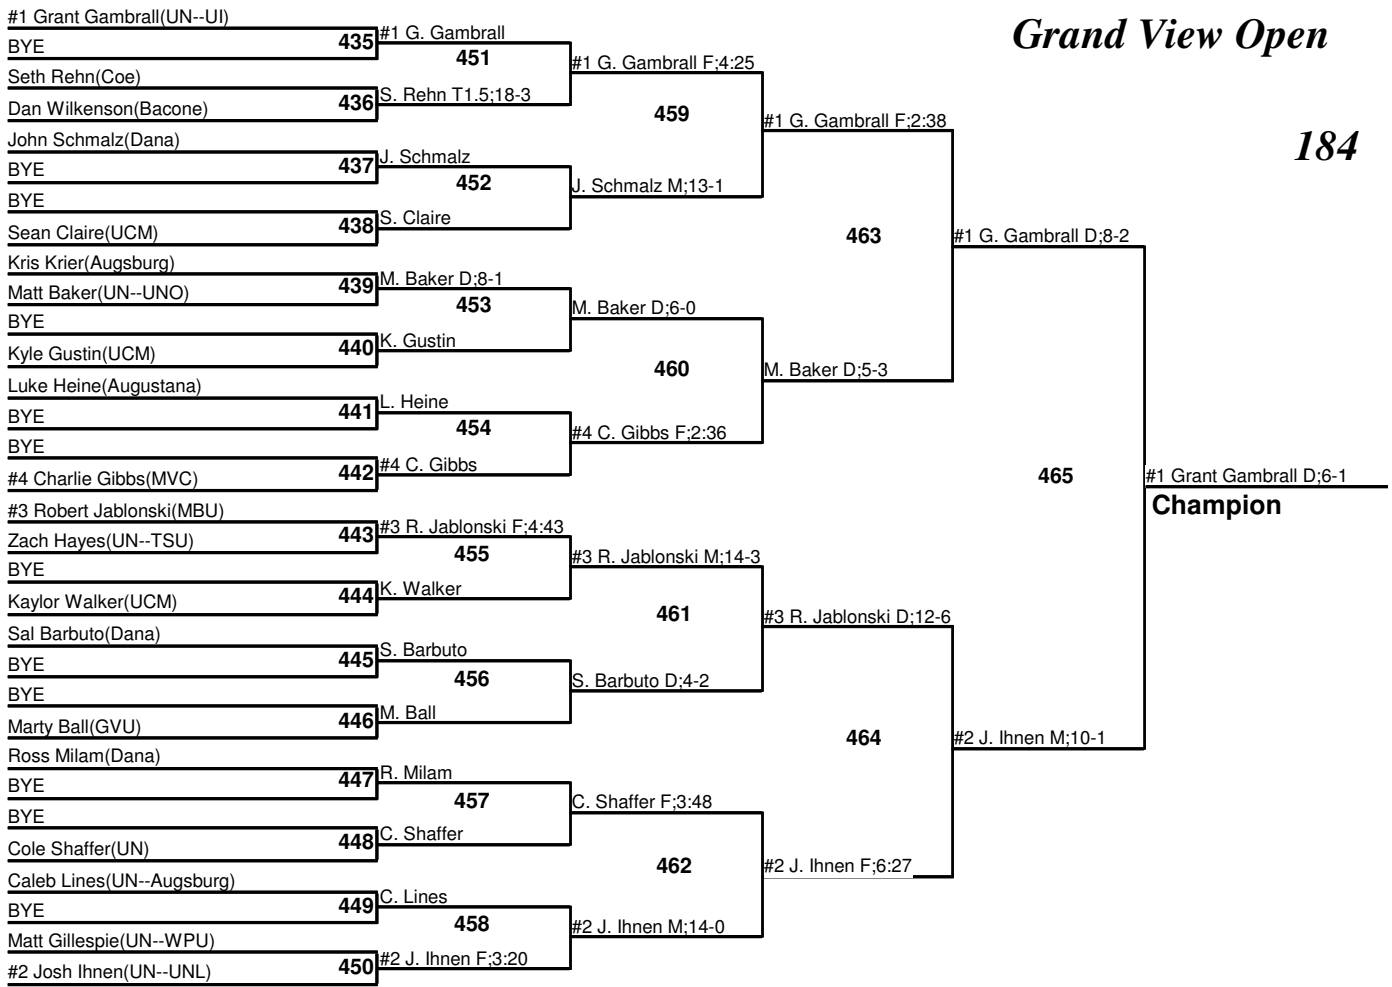 Grand View Open
184
#1 Grant Gambrall(UN--UI)
BYE
Seth Rehn(Coe)
Dan Wilkenson(Bacone)
John Schmalz(Dana)
BYE
BYE
Sean Claire(UCM)
Kris Krier(Augsburg)
Matt Baker(UN--UNO)
BYE
Kyle Gustin(UCM)
Luke Heine(Augustana)
BYE
BYE
#4 Charlie Gibbs(MVC)
#3 Robert Jablonski(MBU)
Zach Hayes(UN--TSU)
BYE
Kaylor Walker(UCM)
Sal Barbuto(Dana)
BYE
BYE
Marty Ball(GVU)
Ross Milam(Dana)
BYE
BYE
Cole Shaffer(UN)
Caleb Lines(UN--Augsburg)
BYE
Matt Gillespie(UN--WPU)
#2 Josh Ihnen(UN--UNL)
435
436
437
438
439
440
441
442
443
444
445
446
447
448
449
450
#1 G. Gambrall
451
S. Rehn T1.5;18-3
J. Schmalz
452
S. Claire
M. Baker D;8-1
453
K. Gustin
L. Heine
454
#4 C. Gibbs
#3 R. Jablonski F;4:43
455
K. Walker
S. Barbuto
456
M. Ball
R. Milam
457
C. Shaffer
C. Lines
458
#2 J. Ihnen F;3:20
#1 G. Gambrall F;4:25
459
J. Schmalz M;13-1
M. Baker D;6-0
460
#4 C. Gibbs F;2:36
#3 R. Jablonski M;14-3
461
S. Barbuto D;4-2
C. Shaffer F;3:48
462
#2 J. Ihnen M;14-0
#1 G. Gambrall F;2:38
463
M. Baker D;5-3
#3 R. Jablonski D;12-6
464
#2 J. Ihnen F;6:27
#1 G. Gambrall D;8-2
465
#2 J. Ihnen M;10-1
#1 Grant Gambrall D;6-1
Champion